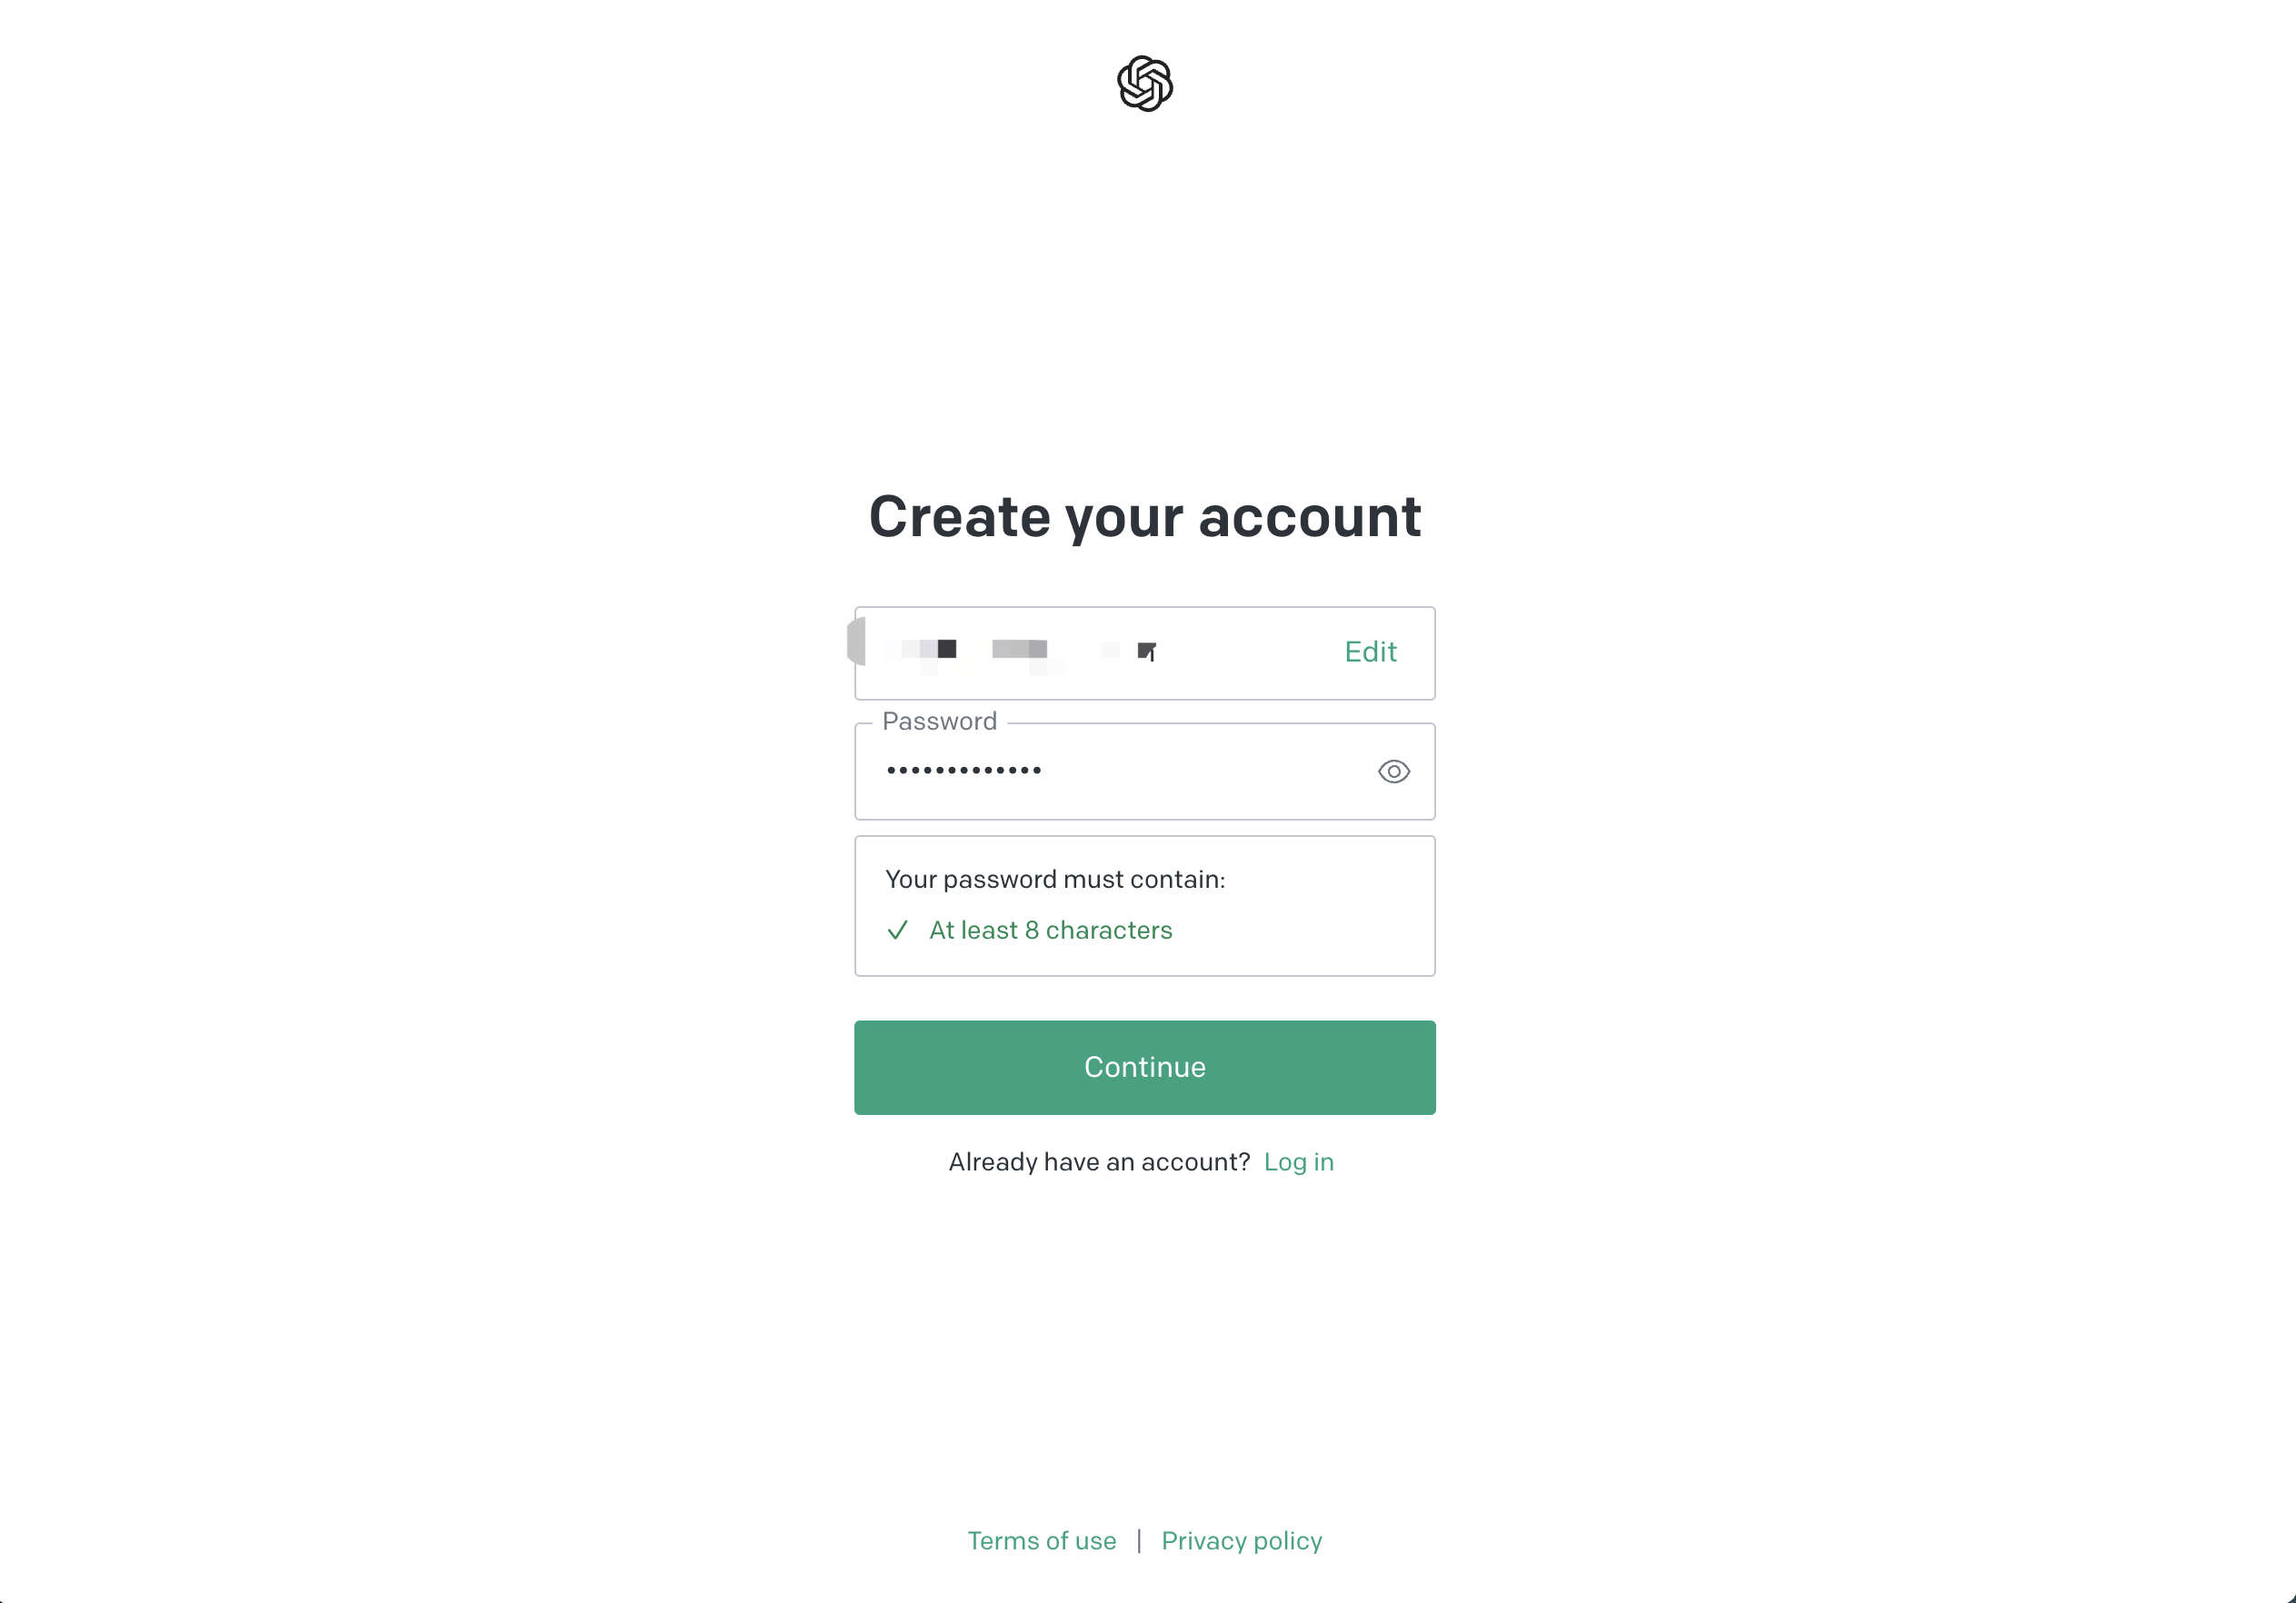 Create your account
Edit
Password
•••••••••••••
Your password must contain:
✓ At least 8 characters
Continue
Already have an account? Log in
Terms of use | Privacy policy